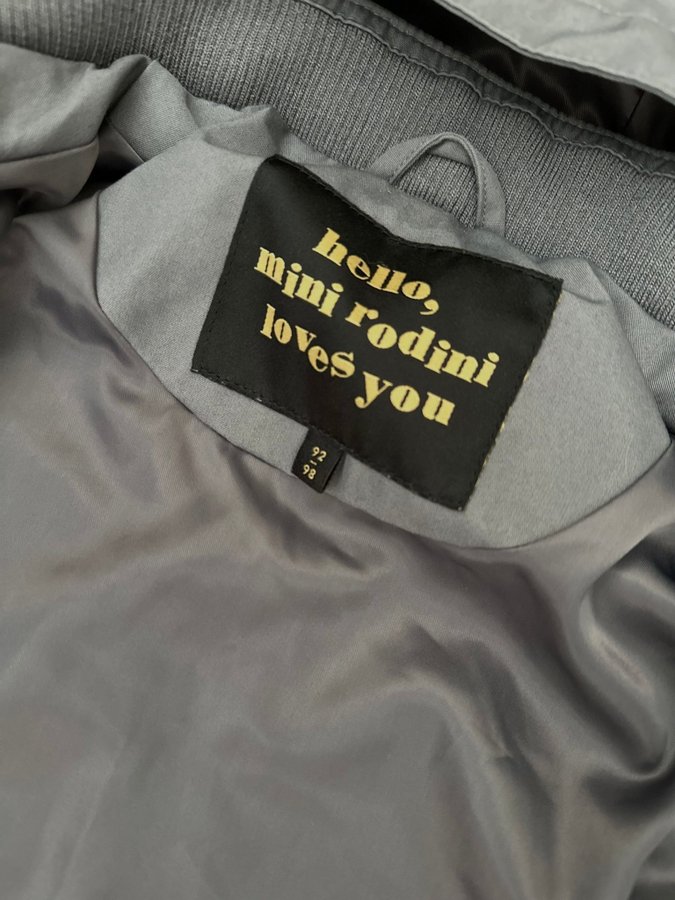 hello,
mini rodini
loves you
92
-
98